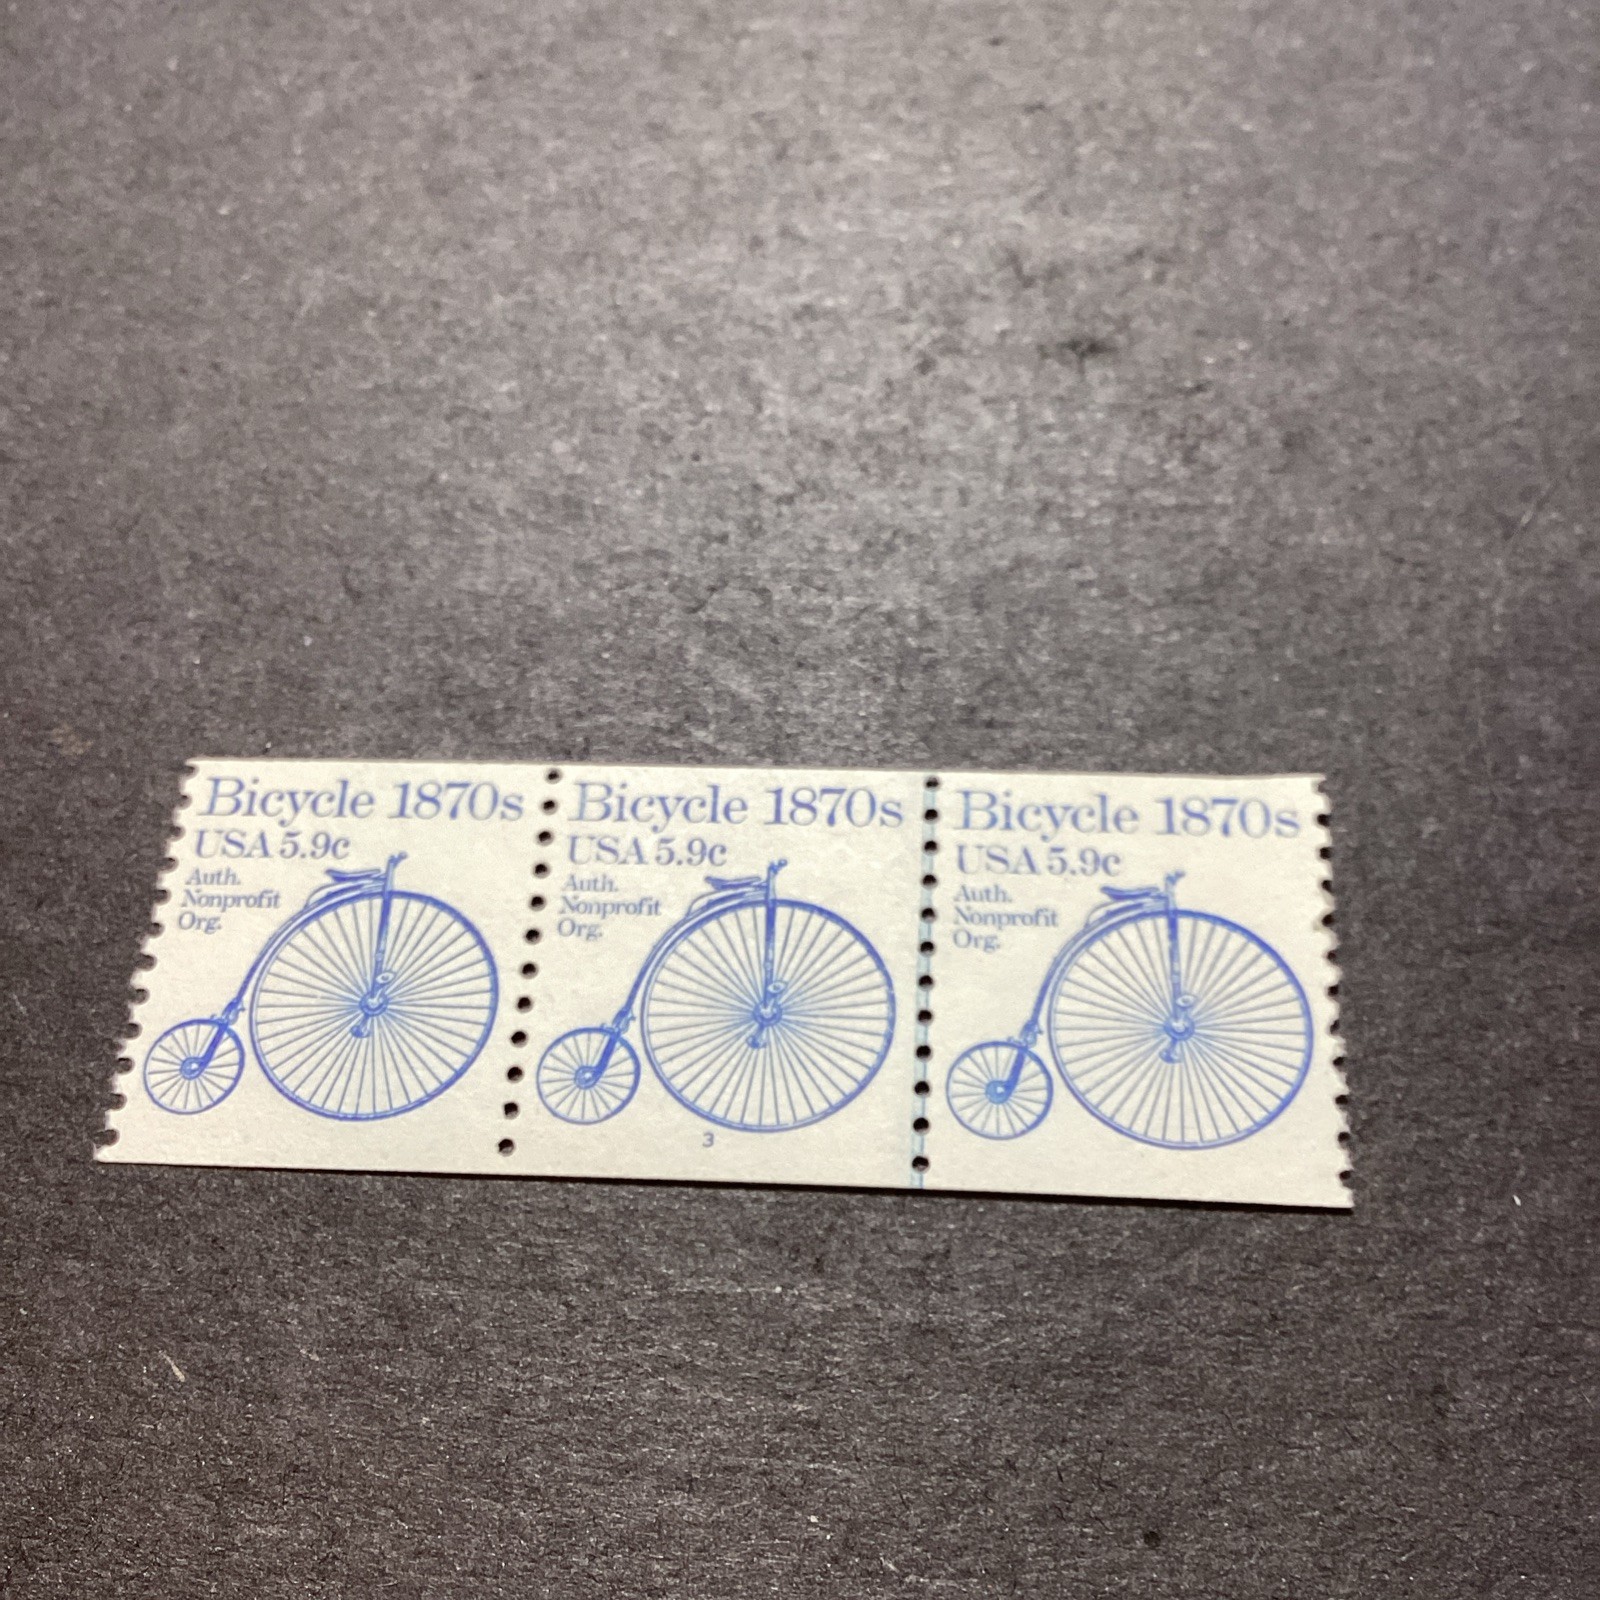 Bicycle 1870s
USA 5.9c
Auth.
Nonprofit
Org.
Bicycle 1870s
USA 5.9c
Auth.
Nonprofit
Org.
3
Bicycle 1870s
USA 5.9c
Auth.
Nonprofit
Org.